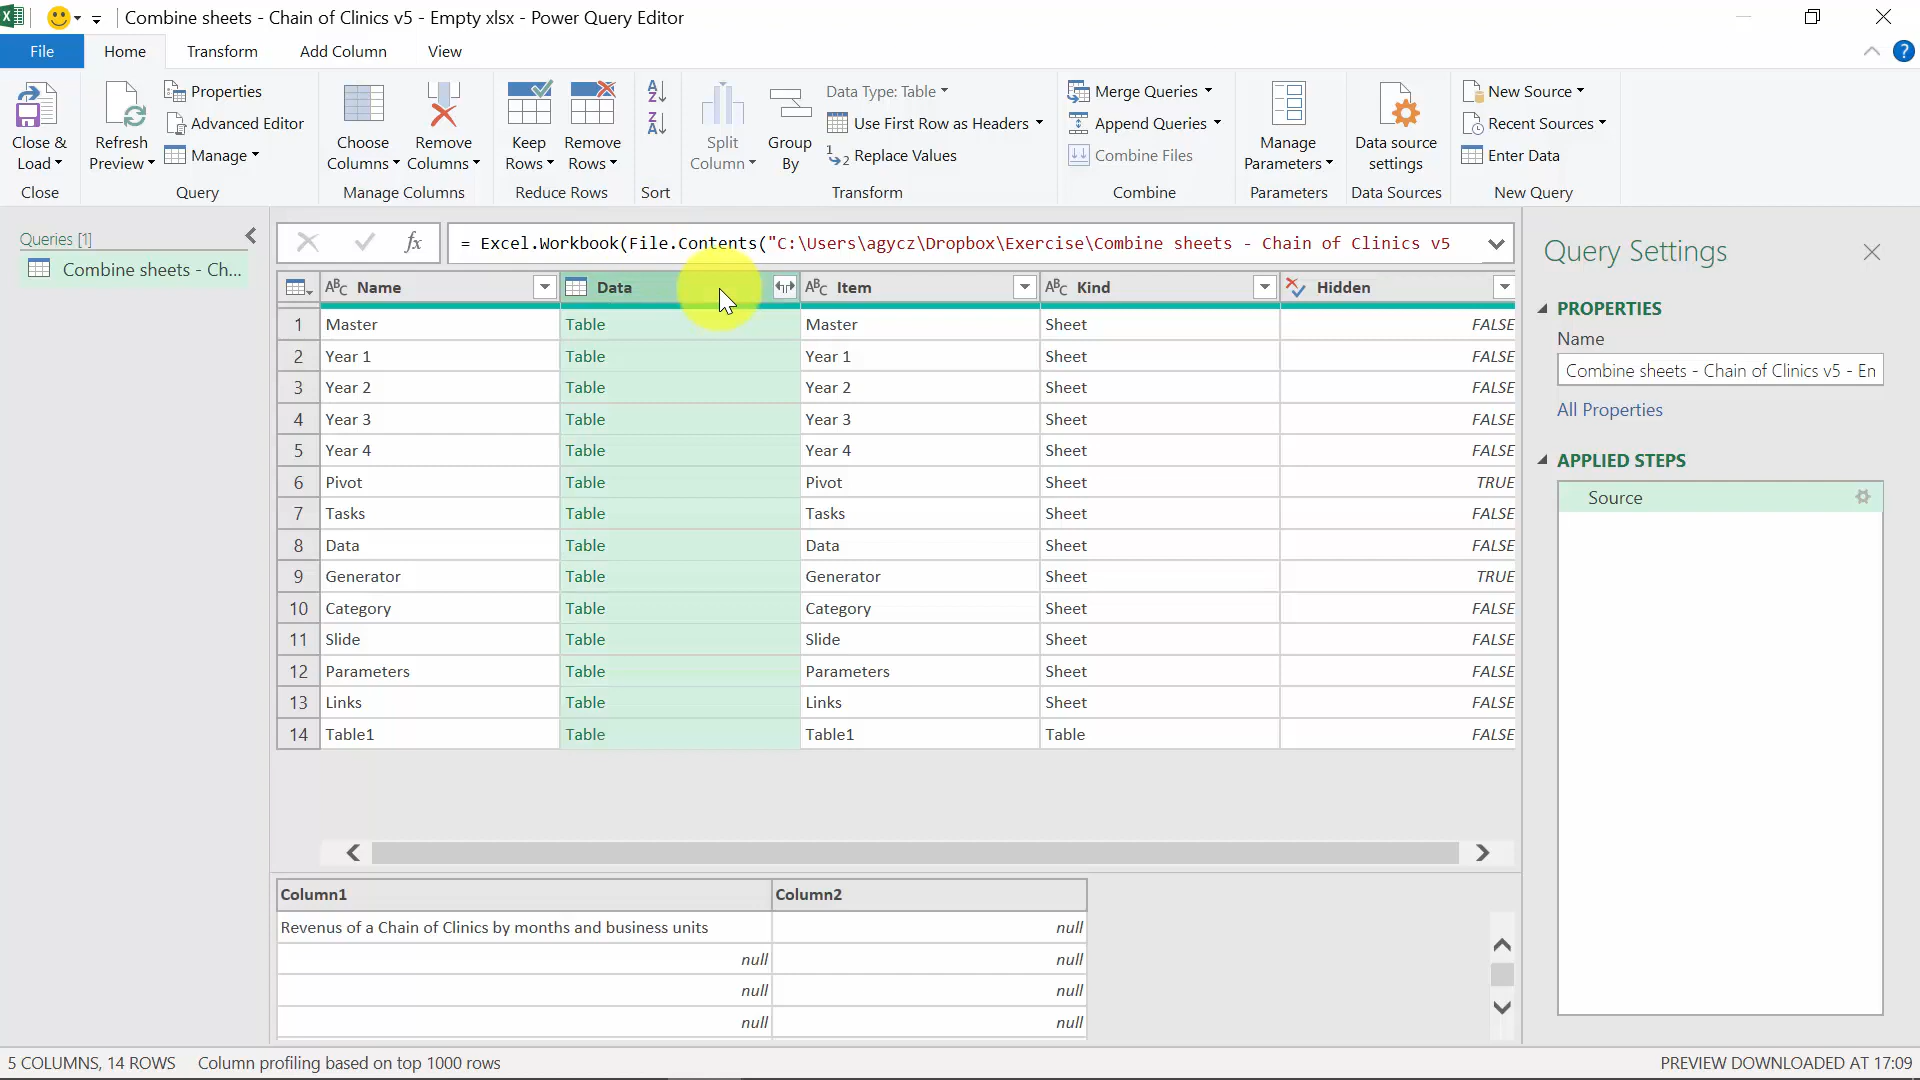 Combine sheets - Chain of Clinics v5 - Empty xlsx - Power Query Editor
File Home Transform Add Column View
Close & Load
Close
Refresh Preview
Properties
Advanced Editor
Manage
Query
Choose Columns
Remove Columns
Manage Columns
Keep Rows
Remove Rows
Reduce Rows
Sort
Split Column
Group By
Data Type: Table
Use First Row as Headers
Replace Values
Transform
Merge Queries
Append Queries
Combine Files
Combine
Manage Parameters
Parameters
Data source settings
Data Sources
New Source
Recent Sources
Enter Data
New Query
Queries [1]
Combine sheets - Ch...
fx = Excel.Workbook(File.Contents("C:\Users\agycz\Dropbox\Exercise\Combine sheets - Chain of Clinics v5
Name Data Item Kind Hidden
1 Master Table Master Sheet FALSE
2 Year 1 Table Year 1 Sheet FALSE
3 Year 2 Table Year 2 Sheet FALSE
4 Year 3 Table Year 3 Sheet FALSE
5 Year 4 Table Year 4 Sheet FALSE
6 Pivot Table Pivot Sheet TRUE
7 Tasks Table Tasks Sheet FALSE
8 Data Table Data Sheet FALSE
9 Generator Table Generator Sheet TRUE
10 Category Table Category Sheet FALSE
11 Slide Table Slide Sheet FALSE
12 Parameters Table Parameters Sheet FALSE
13 Links Table Links Sheet FALSE
14 Table1 Table Table1 Table FALSE
Column1 Column2
Revenus of a Chain of Clinics by months and business units null
null null
null null
null null
Query Settings
PROPERTIES
Name
Combine sheets - Chain of Clinics v5 - En
All Properties
APPLIED STEPS
Source
5 COLUMNS, 14 ROWS Column profiling based on top 1000 rows PREVIEW DOWNLOADED AT 17:09